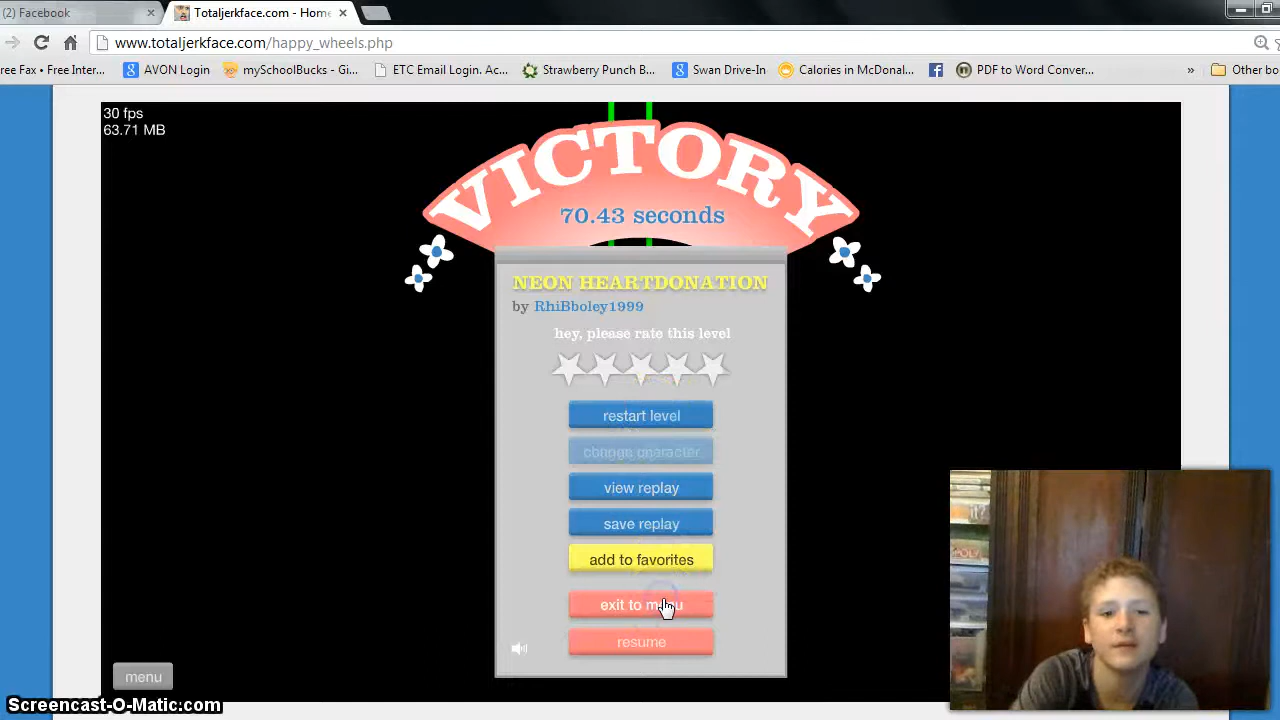 (2) Facebook
Totaljerkface.com - Home
www.totaljerkface.com/happy_wheels.php
ree Fax • Free Inter...
AVON Login
mySchoolBucks - Gi...
ETC Email Login. Ac...
Strawberry Punch B...
Swan Drive-In
Calories in McDonal...
PDF to Word Conver...
»
Other bo
30 fps
63.71 MB
VICTORY
70.43 seconds
NEON HEARTDONATION
by RhiBboley1999
hey, please rate this level
restart level
change character
view replay
save replay
add to favorites
exit to menu
resume
menu
Screencast-O-Matic.com